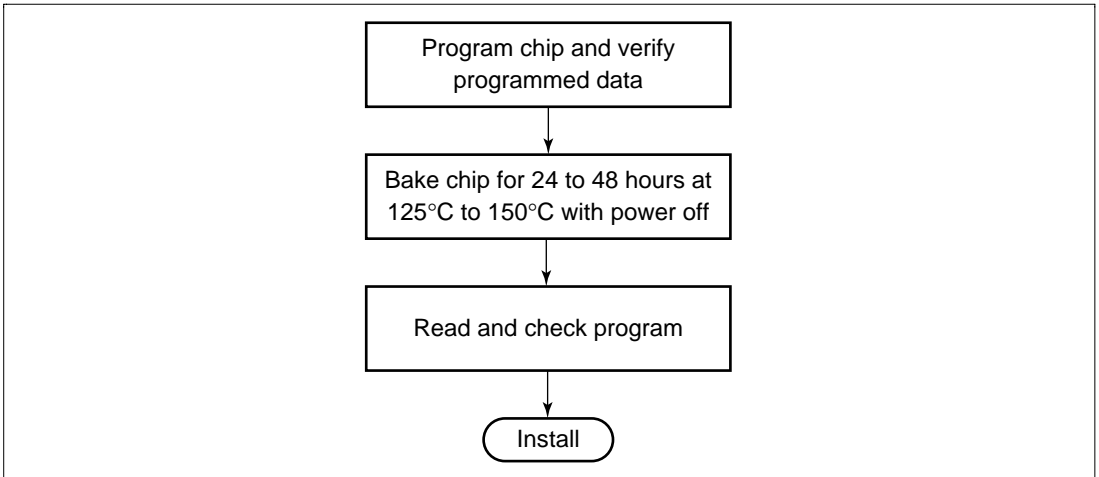 Program chip and verify
programmed data
Bake chip for 24 to 48 hours at
125°C to 150°C with power off
Read and check program
Install